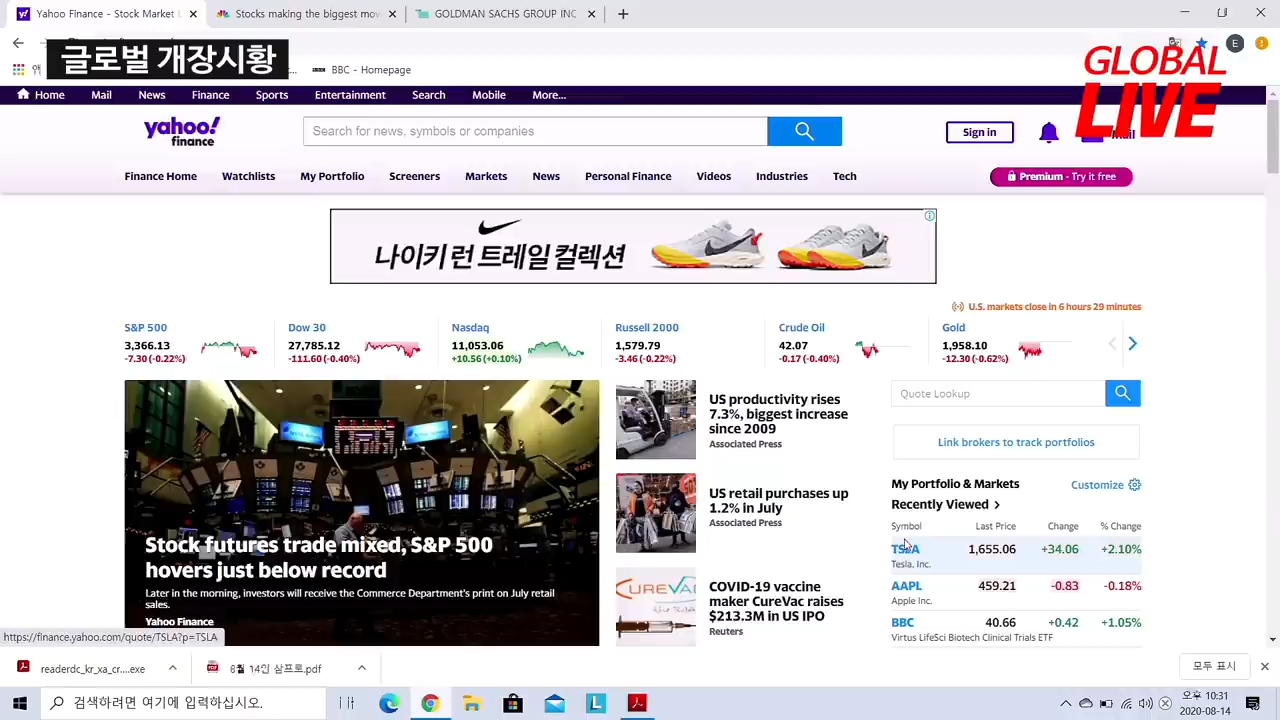 Yahoo Finance - Stock Market
Stocks making the biggest mov
GOLDMAN SACHS GROUP INC
글로벌 개장시황
BBC - Homepage
E
GLOBAL
LIVE
Home Mail News Finance Sports Entertainment Search Mobile More...
yahoo!
finance
Search for news, symbols or companies
Sign in
Mail
Finance Home Watchlists My Portfolio Screeners Markets News Personal Finance Videos Industries Tech
Premium - Try it free
나이키 런 트레일 컬렉션
U.S. markets close in 6 hours 29 minutes
S&P 500 Dow 30 Nasdaq Russell 2000 Crude Oil Gold
3,366.13 27,785.12 11,053.06 1,579.79 42.07 1,958.10
-7.30 (-0.22%) -111.60 (-0.40%) +10.56 (+0.10%) -3.46 (-0.22%) -0.17 (-0.40%) -12.30 (-0.62%)
Stock futures trade mixed, S&P 500
hovers just below record
Later in the morning, investors will receive the Commerce Department's print on July retail
sales.
Yahoo Finance
US productivity rises
7.3%, biggest increase
since 2009
Associated Press
US retail purchases up
1.2% in July
Associated Press
COVID-19 vaccine
maker CureVac raises
$213.3M in US IPO
Reuters
Quote Lookup
Link brokers to track portfolios
My Portfolio & Markets
Customize
Recently Viewed
Symbol Last Price Change % Change
TSLA 1,655.06 +34.06 +2.10%
Tesla, Inc.
AAPL 459.21 -0.83 -0.18%
Apple Inc.
BBC 40.66 +0.42 +1.05%
Virtus LifeSci Biotech Clinical Trials ETF
https://finance.yahoo.com/quote/TSLA?p=TSLA
readerdc_kr_xa_cr....exe
8월 14일 삼프로.pdf
모두 표시
검색하려면 여기에 입력하십시오.
오후 10:31
2020-08-14